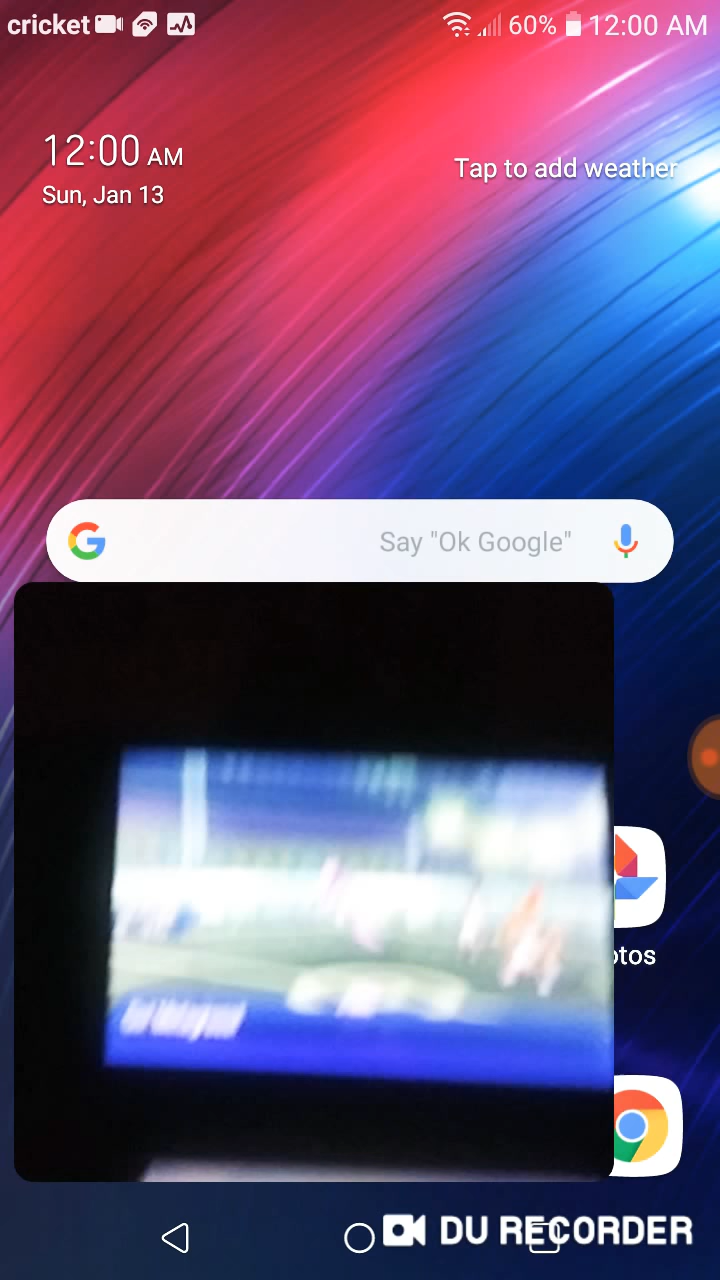 cricket 60% 12:00 AM
12:00 AM
Tap to add weather
Sun, Jan 13
Say "Ok Google"
otos
DU RECORDER